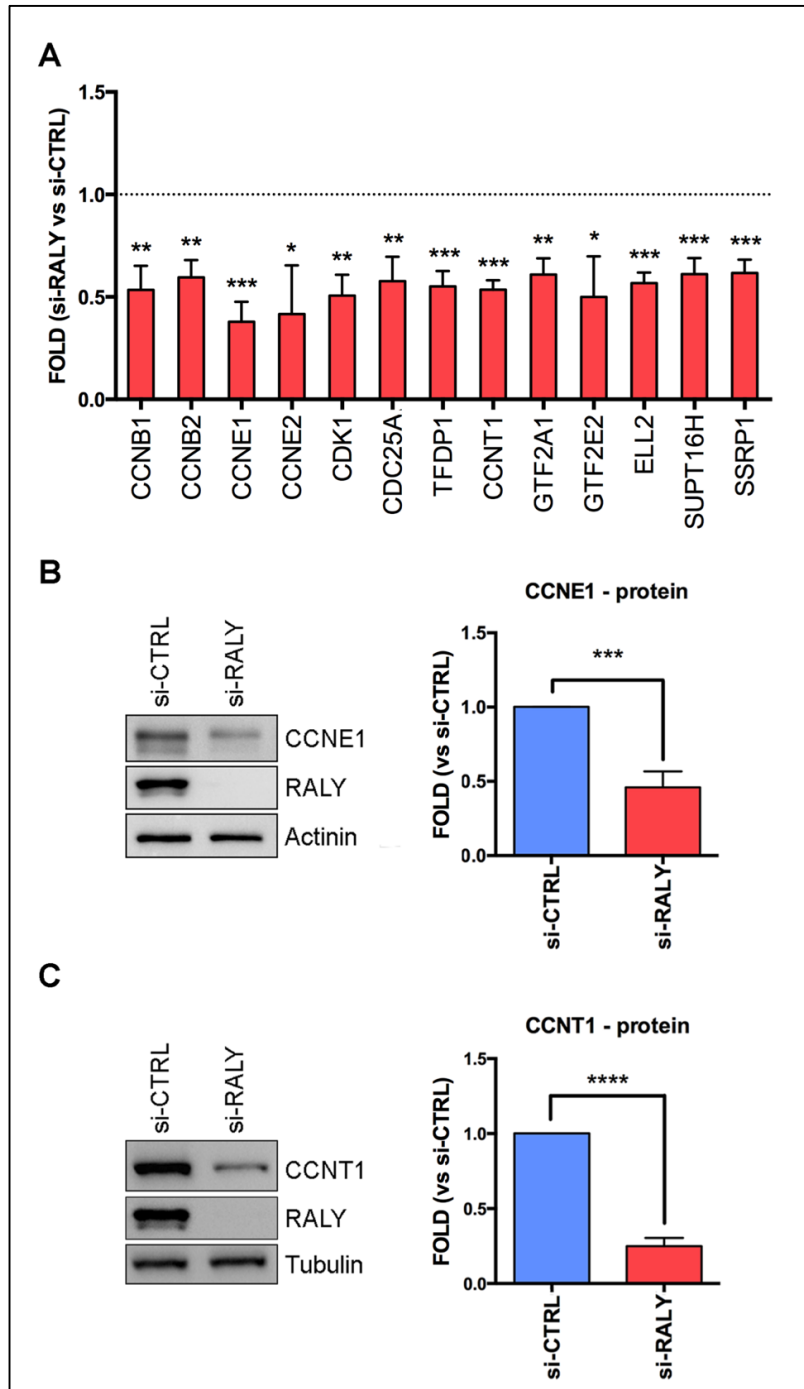 A
FOLD (si-RALY vs si-CTRL)
1.5
1.0
0.5
0.0
** ** *** * ** ** *** *** ** * *** *** ***
CCNB1
CCNB2
CCNE1
CCNE2
CDK1
CDC25A.
TFDP1
CCNT1
GTF2A1
GTF2E2
ELL2
SUPT16H
SSRP1
B
si-CTRL
si-RALY
CCNE1
RALY
Actinin
CCNE1 - protein
FOLD (vs si-CTRL)
1.5
1.0
0.5
0.0
***
si-CTRL
si-RALY
C
si-CTRL
si-RALY
CCNT1
RALY
Tubulin
CCNT1 - protein
FOLD (vs si-CTRL)
1.5
1.0
0.5
0.0
****
si-CTRL
si-RALY